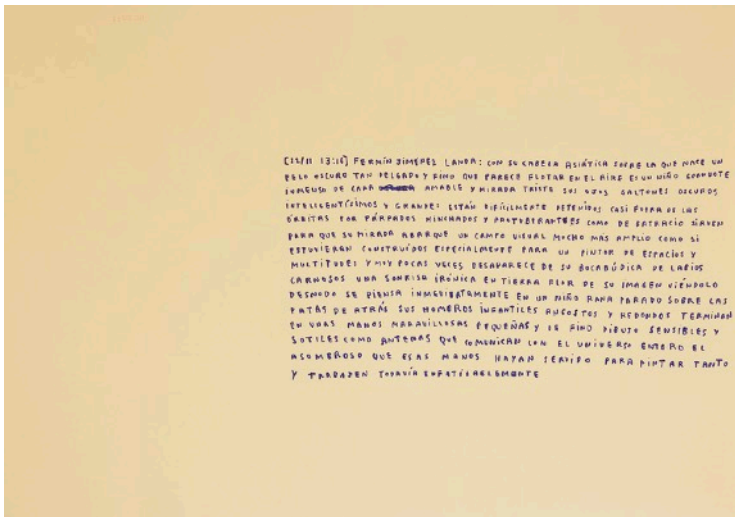 [22/11 13:16] FERMÍN JIMÉNEZ LANDA: CON SU CABEZA ASIÁTICA SOBRE LA QUE NACE UN
PELO OSCURO TAN DELGADO Y FINO QUE PARECE FLOTAR EN EL AIRE ES UN NIÑO GRANDOTE
INMENSO DE CARA AMABLE Y MIRADA TRISTE SUS OJOS SALTONES OSCUROS
INTELIGENTÍSIMOS Y GRANDES ESTÁN DIFÍCILMENTE DETENIDOS CASI FUERA DE LAS
ÓRBITAS POR PÁRPADOS HINCHADOS Y PROTUBERANTES COMO DE BATRACIO SIRVEN
PARA QUE SU MIRADA ABARQUE UN CAMPO VISUAL MUCHO MÁS AMPLIO COMO SI
ESTUVIERAN CONSTRUÍDOS ESPECIALMENTE PARA UN PINTOR DE ESPACIOS Y
MULTITUDES Y MUY POCAS VECES DESAPARECE DE SU BOCA BÚDICA DE LABIOS
CARNOSOS UNA SONRISA IRÓNICA EN TIERRA FLOR DE SU IMAGEN VIÉNDOLO
DESNUDO SE PIENSA INMEDIATAMENTE EN UN NIÑO RANA PARADO SOBRE LAS
PATAS DE ATRÁS SUS HOMBROS INFANTILES ANGOSTOS Y REDONDOS TERMINAN
EN UNAS MANOS MARAVILLOSAS PEQUEÑAS Y DE FINO DIBUJO SENSIBLES Y
SUTILES COMO ANTENAS QUE COMUNICAN CON EL UNIVERSO ENTERO ES
ASOMBROSO QUE ESAS MANOS HAYAN SERVIDO PARA PINTAR TANTO
Y TRABAJEN TODAVÍA INFATIGABLEMENTE